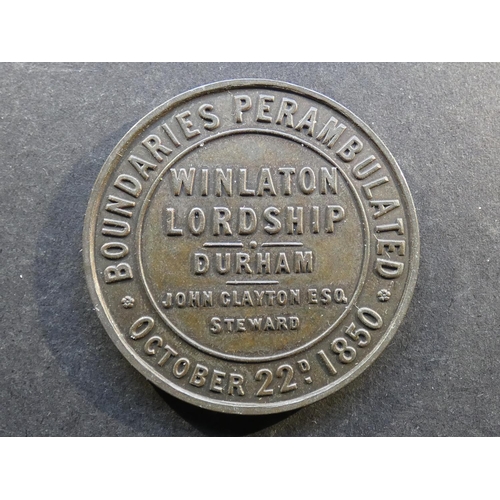 BOUNDARIES PERAMBULATED
WINLATON
LORDSHIP
DURHAM
JOHN CLAYTON ESQ.
STEWARD
OCTOBER 22D. 1850